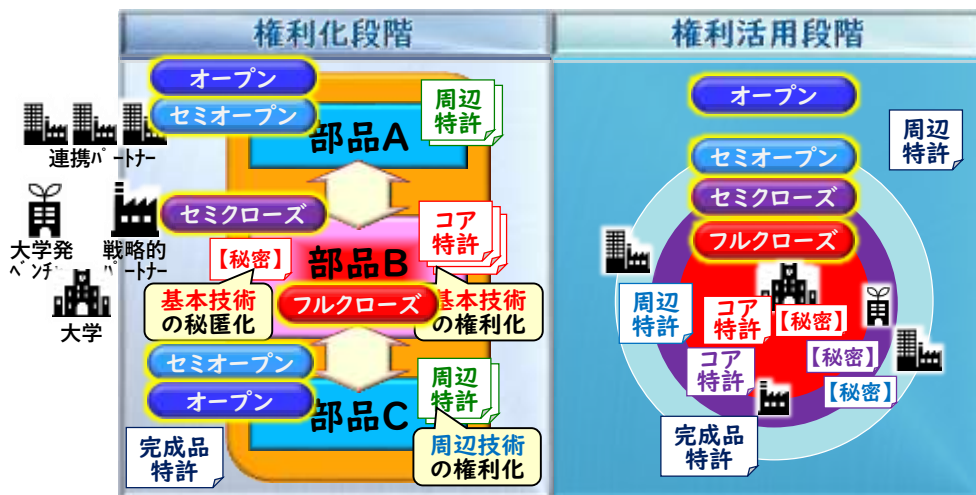 権利化段階
権利活用段階
オープン
セミオープン
部品A
周辺
特許
連携パートナー
セミクローズ
コア
特許
大学発
ベンチ
戦略的
パートナー
【秘密】
部品B
基本技術
の秘匿化
フルクローズ
基本技術
の権利化
大学
セミオープン
オープン
部品C
周辺
特許
周辺技術
の権利化
完成品
特許
オープン
周辺
特許
セミオープン
セミクローズ
フルクローズ
周辺
特許
コア
特許
【秘密】
コア
特許
【秘密】
【秘密】
完成品
特許